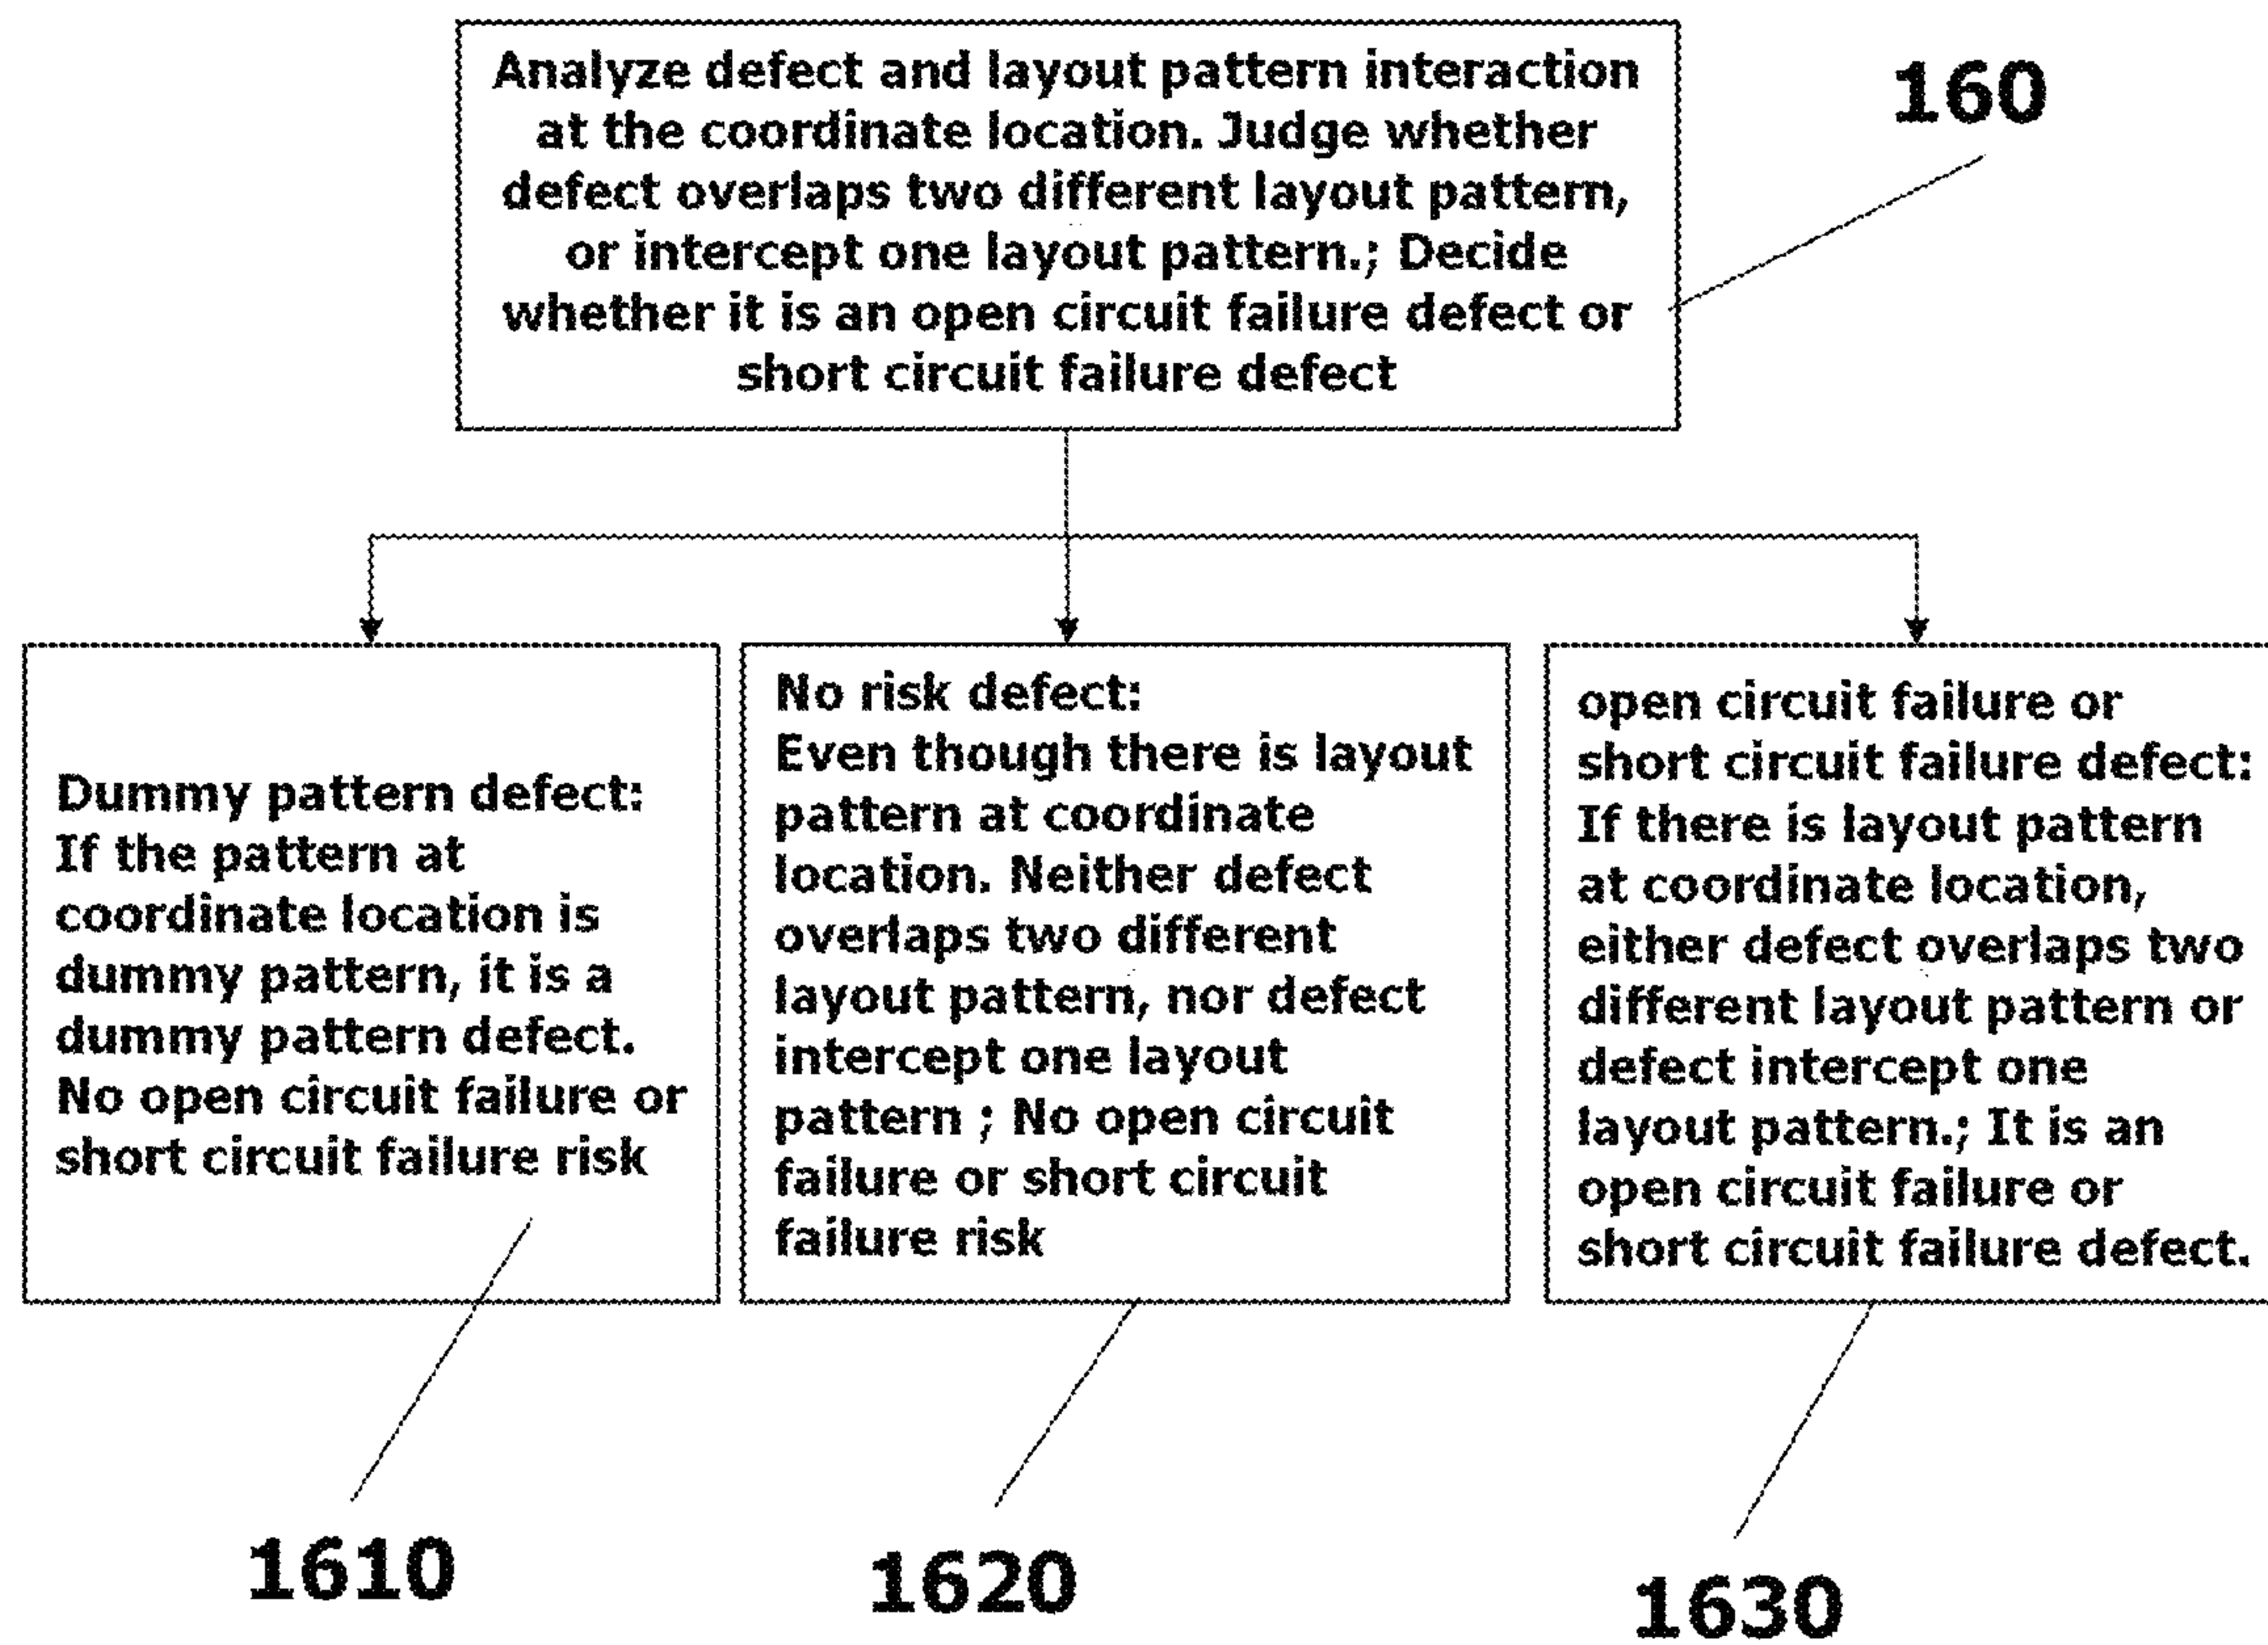 Analyze defect and layout pattern interaction
at the coordinate location. Judge whether
defect overlaps two different layout pattern,
or intercept one layout pattern.; Decide
whether it is an open circuit failure defect or
short circuit failure defect
160
Dummy pattern defect:
If the pattern at
coordinate location is
dummy pattern, it is a
dummy pattern defect.
No open circuit failure or
short circuit failure risk
1610
No risk defect:
Even though there is layout
pattern at coordinate
location. Neither defect
overlaps two different
layout pattern, nor defect
intercept one layout
pattern ; No open circuit
failure or short circuit
failure risk
1620
open circuit failure or
short circuit failure defect:
If there is layout pattern
at coordinate location,
either defect overlaps two
different layout pattern or
defect intercept one
layout pattern.; It is an
open circuit failure or
short circuit failure defect.
1630